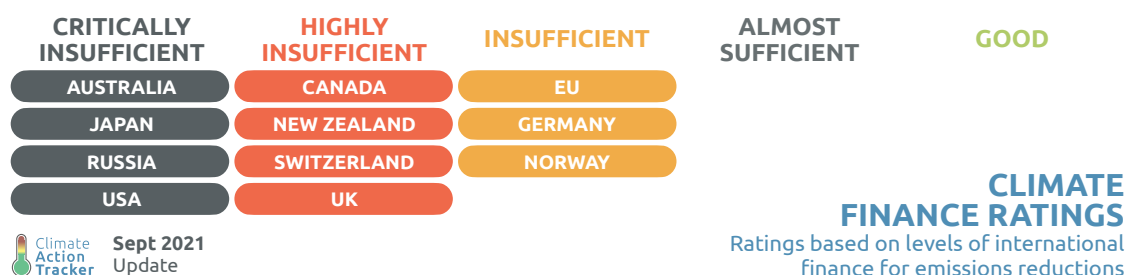 CRITICALLY
INSUFFICIENT
HIGHLY
INSUFFICIENT
INSUFFICIENT
ALMOST
SUFFICIENT
GOOD
AUSTRALIA
CANADA
EU
JAPAN
NEW ZEALAND
GERMANY
RUSSIA
SWITZERLAND
NORWAY
USA
UK
CLIMATE
FINANCE RATINGS
Ratings based on levels of international
finance for emissions reductions
Climate
Action
Tracker
Sept 2021
Update